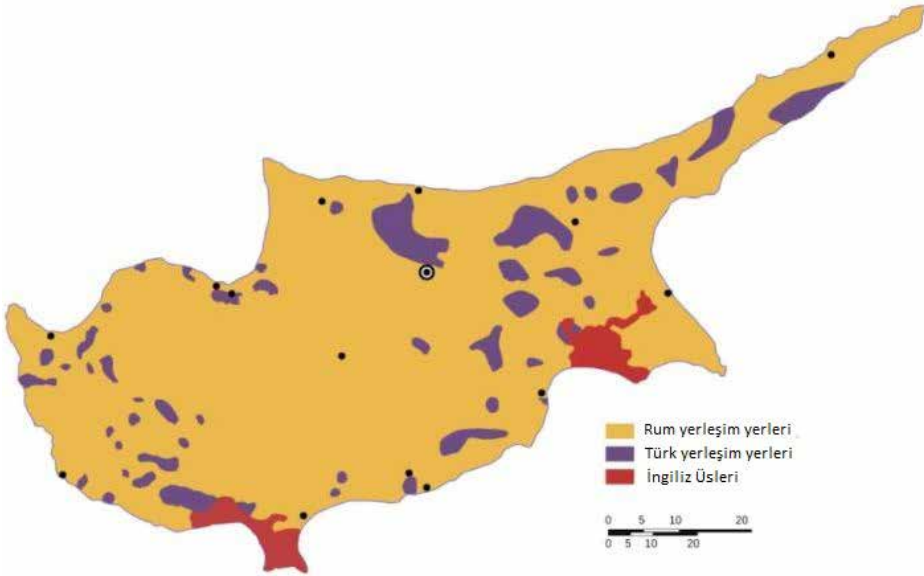 Rum yerleşim yerleri
Türk yerleşim yerleri
İngiliz Üsleri
0 5 10 20
0 5 10 20